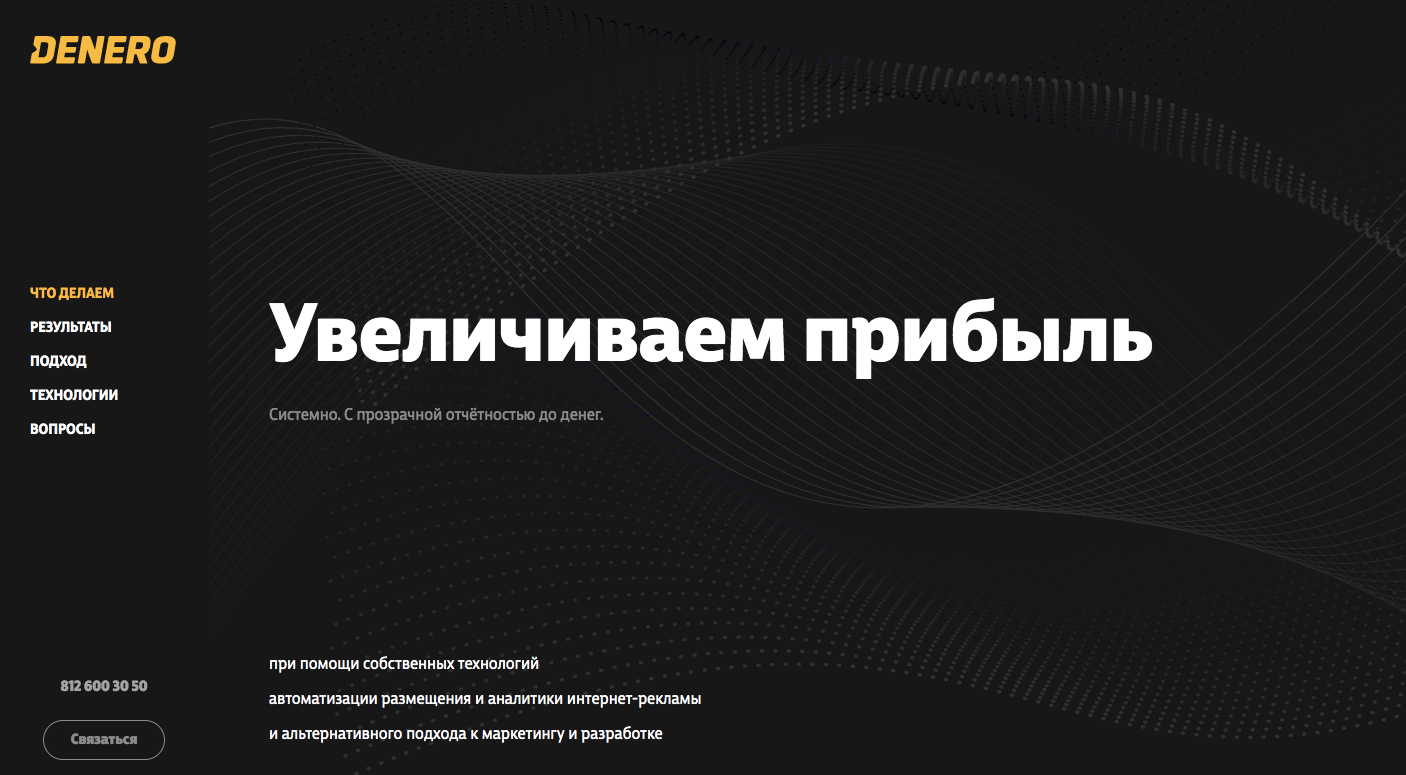 DENERO
ЧТО ДЕЛАЕМ
РЕЗУЛЬТАТЫ
ПОДХОД
ТЕХНОЛОГИИ
ВОПРОСЫ
812 600 30 50
Связаться
Увеличиваем прибыль
Системно. С прозрачной отчётностью до денег.
при помощи собственных технологий
автоматизации размещения и аналитики интернет-рекламы
и альтернативного подхода к маркетингу и разработке